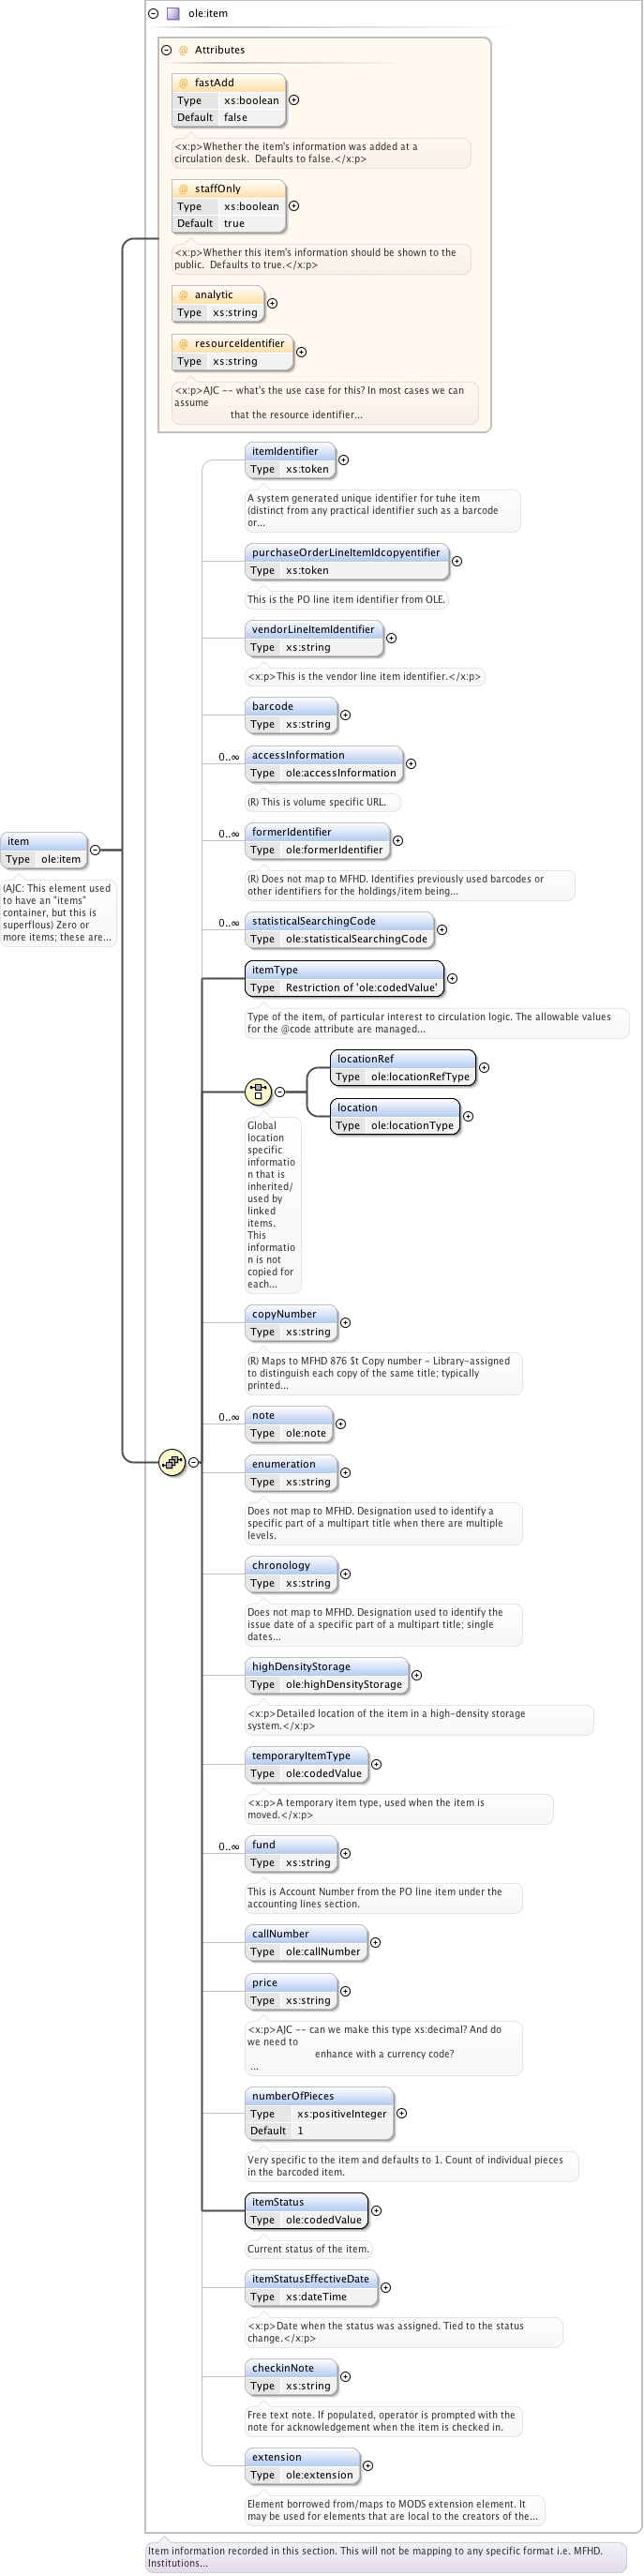 ole:item
@ Attributes
@ fastAdd
Type xs:boolean
Default false
<x:p>Whether the item's information was added at a
circulation desk.  Defaults to false.</x:p>
@ staffOnly
Type xs:boolean
Default true
<x:p>Whether this item's information should be shown to the
public.  Defaults to true.</x:p>
@ analytic
Type xs:string
@ resourceIdentifier
Type xs:string
<x:p>AJC -- what's the use case for this? In most cases we can
assume
that the resource identifier...
itemIdentifier
Type xs:token
A system generated unique identifier for tuhe item
(distinct from any practical identifier such as a barcode
or...
purchaseOrderLineItemIdcopyentifier
Type xs:token
This is the PO line item identifier from OLE.
vendorLineItemIdentifier
Type xs:string
<x:p>This is the vendor line item identifier.</x:p>
barcode
Type xs:string
0..∞
accessInformation
Type ole:accessInformation
(R) This is volume specific URL.
0..∞
formerIdentifier
Type ole:formerIdentifier
(R) Does not map to MFHD. Identifies previously used barcodes or
other identifiers for the holdings/item being...
item
Type ole:item
(AJC: This element used
to have an "items"
container, but this is
superflous) Zero or
more items; these are...
0..∞
statisticalSearchingCode
Type ole:statisticalSearchingCode
itemType
Type Restriction of 'ole:codedValue'
Type of the item, of particular interest to circulation logic. The allowable values
for the @code attribute are managed...
locationRef
Type ole:locationRefType
location
Type ole:locationType
Global
location
specific
informatio
n that is
inherited/
used by
linked
items.
This
informatio
n is not
copied for
each...
copyNumber
Type xs:string
(R) Maps to MFHD 876 $t Copy number - Library-assigned
to distinguish each copy of the same title; typically
printed...
0..∞
note
Type ole:note
enumeration
Type xs:string
Does not map to MFHD. Designation used to identify a
specific part of a multipart title when there are multiple
levels.
chronology
Type xs:string
Does not map to MFHD. Designation used to identify the
issue date of a specific part of a multipart title; single
dates...
highDensityStorage
Type ole:highDensityStorage
<x:p>Detailed location of the item in a high-density storage
system.</x:p>
temporaryItemType
Type ole:codedValue
<x:p>A temporary item type, used when the item is
moved.</x:p>
0..∞
fund
Type xs:string
This is Account Number from the PO line item under the
accounting lines section.
callNumber
Type ole:callNumber
price
Type xs:string
<x:p>AJC -- can we make this type xs:decimal? And do
we need to
enhance with a currency code?
...
numberOfPieces
Type xs:positiveInteger
Default 1
Very specific to the item and defaults to 1. Count of individual pieces
in the barcoded item.
itemStatus
Type ole:codedValue
Current status of the item.
itemStatusEffectiveDate
Type xs:dateTime
<x:p>Date when the status was assigned. Tied to the status
change.</x:p>
checkinNote
Type xs:string
Free text note. If populated, operator is prompted with the
note for acknowledgement when the item is checked in.
extension
Type ole:extension
Element borrowed from/maps to MODS extension element. It
may be used for elements that are local to the creators of the...
Item information recorded in this section. This will not be mapping to any specific format i.e. MFHD.
Institutions...